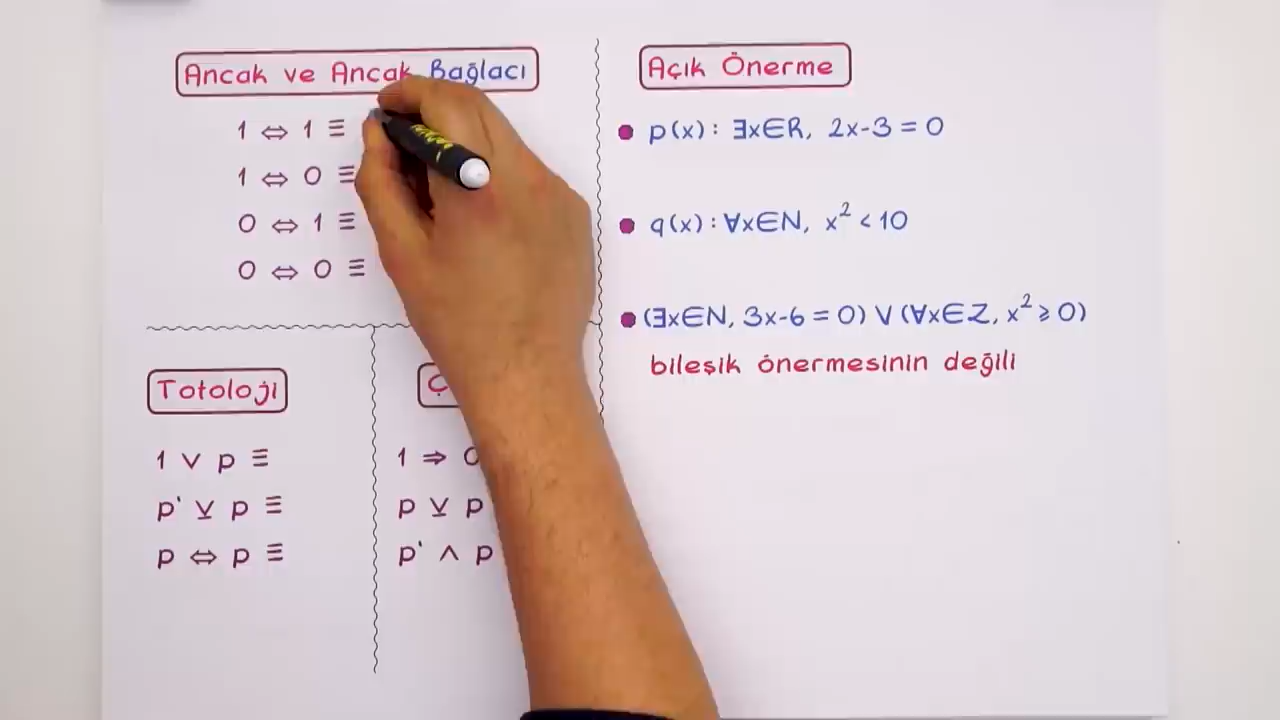 Ancak ve Ancak Bağlacı
1 ⇔ 1 ≡
1 ⇔ 0 ≡
0 ⇔ 1 ≡
0 ⇔ 0 ≡
Totoloji
1 ∨ p ≡
p' ⊻ p ≡
p ⇔ p ≡
Ç
1 ⇒ 0
p ⊻ p
p' ∧ p
Açık Önerme
p(x): ∃x∈R, 2x-3 = 0
q(x): ∀x∈N, x² < 10
(∃x∈N, 3x-6 = 0) ∨ (∀x∈Z, x² ⩾ 0)
bileşik önermesinin değili